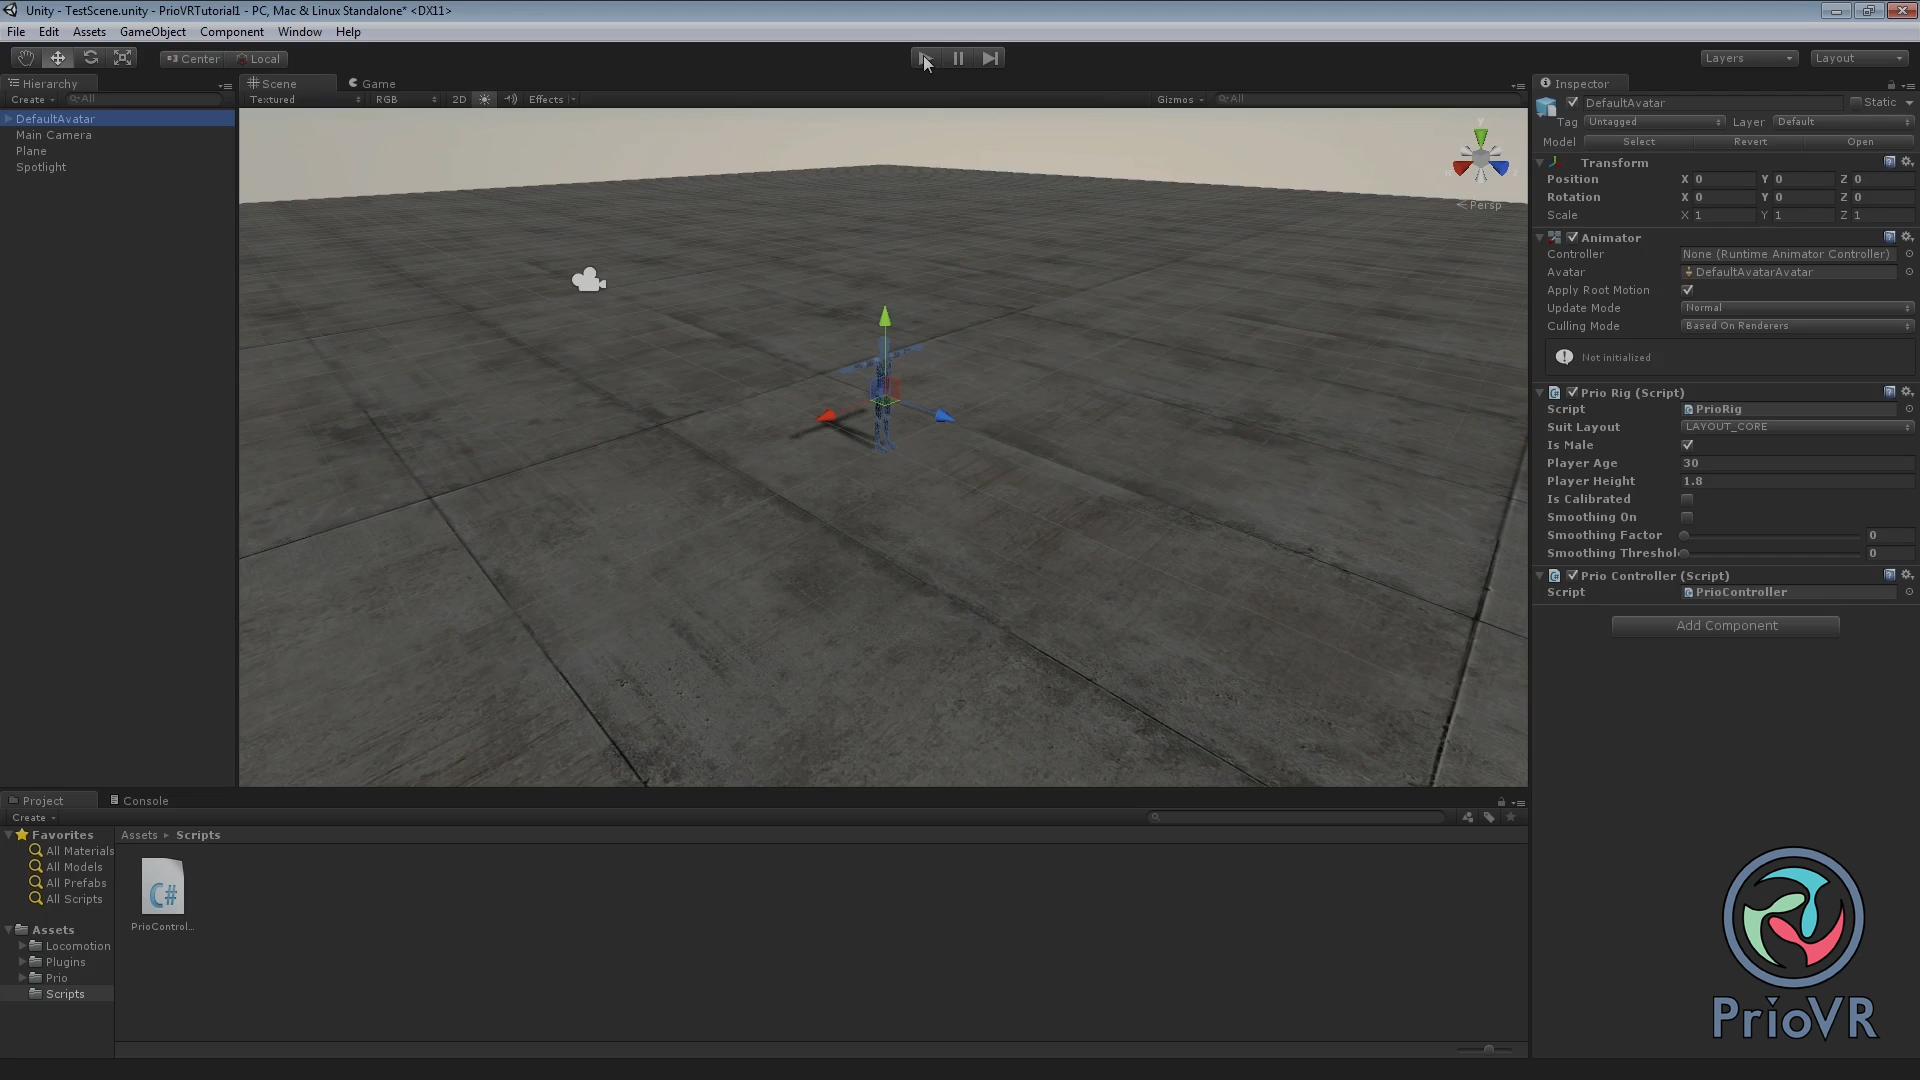 Unity - TestScene.unity - PrioVRTutorial1 - PC, Mac & Linux Standalone* <DX11>
File Edit Assets GameObject Component Window Help
Center Local
Layers Layout
Hierarchy
Create All
DefaultAvatar
Main Camera
Plane
Spotlight
Scene Game
Textured RGB 2D Effects Gizmos All
y
Persp
Inspector
DefaultAvatar Static
Tag Untagged Layer Default
Model Select Revert Open
Transform
Position X 0 Y 0 Z 0
Rotation X 0 Y 0 Z 0
Scale X 1 Y 1 Z 1
Animator
Controller None (Runtime Animator Controller)
Avatar DefaultAvatarAvatar
Apply Root Motion
Update Mode Normal
Culling Mode Based On Renderers
Not initialized
Prio Rig (Script)
Script PrioRig
Suit Layout LAYOUT_CORE
Is Male
Player Age 30
Player Height 1.8
Is Calibrated
Smoothing On
Smoothing Factor 0
Smoothing Threshol 0
Prio Controller (Script)
Script PrioController
Add Component
Project Console
Create
Favorites
All Materials
All Models
All Prefabs
All Scripts
Assets
Locomotion
Plugins
Prio
Scripts
Assets Scripts
C#
PrioControl...
PrioVR